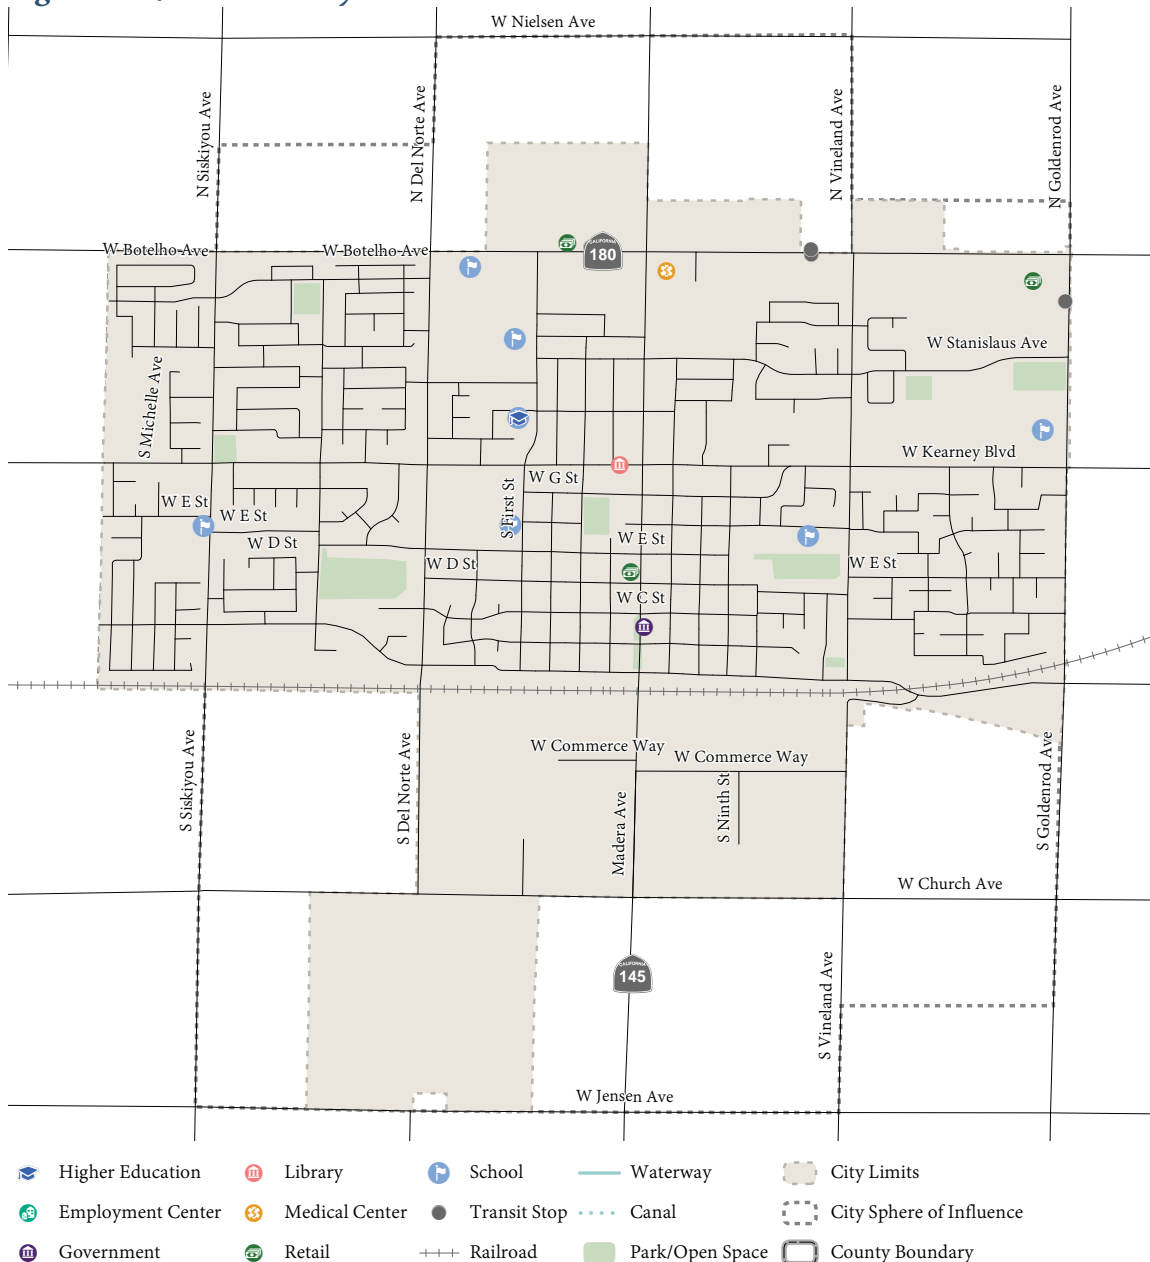 W Nielsen Ave
N Siskiyou Ave
N Del Norte Ave
N Vineland Ave
N Goldenrod Ave
W Botelho Ave
W Botelho Ave
CALIFORNIA
180
W Stanislaus Ave
S Michelle Ave
W Kearney Blvd
W G St
S First St
W E St
W E St
W D St
W E St
W D St
W E St
W C St
S Siskiyou Ave
S Del Norte Ave
W Commerce Way
W Commerce Way
Madera Ave
S Ninth St
S Goldenrod Ave
W Church Ave
CALIFORNIA
145
S Vineland Ave
W Jensen Ave
Higher Education
Library
School
Waterway
City Limits
Employment Center
Medical Center
Transit Stop
Canal
City Sphere of Influence
Government
Retail
Railroad
Park/Open Space
County Boundary